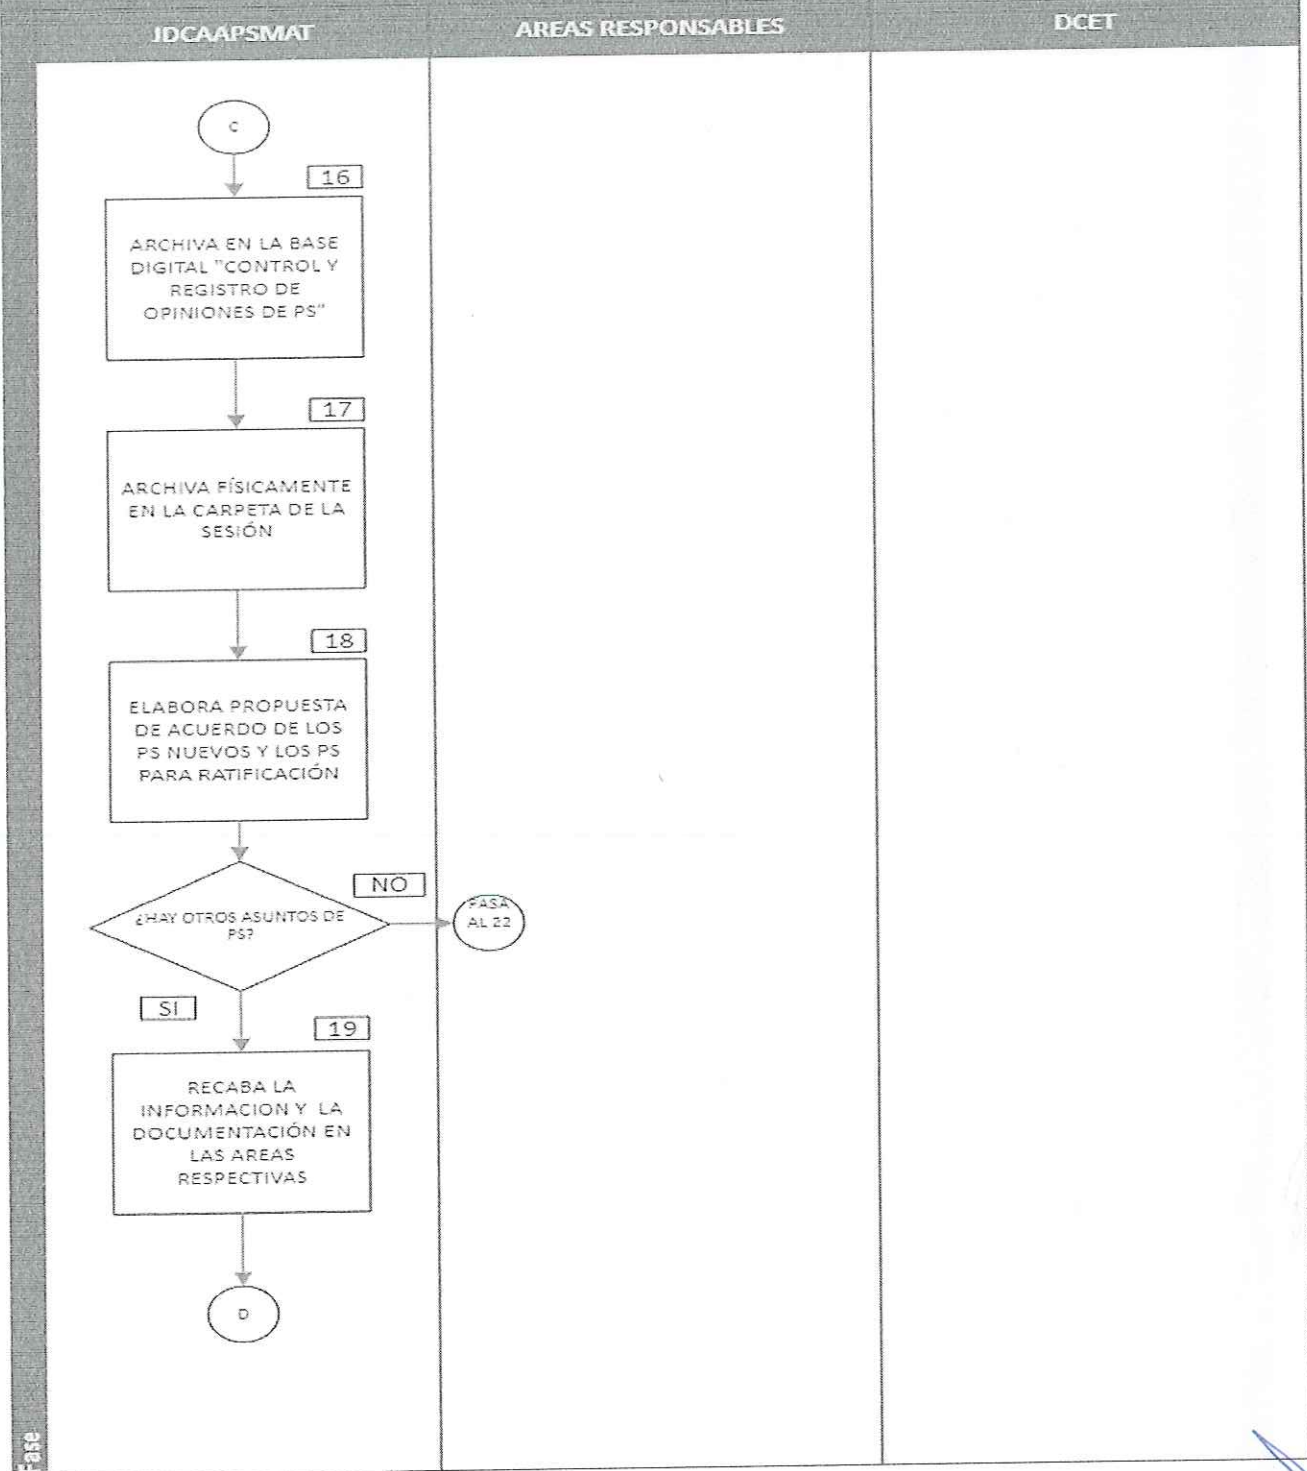 JDCAAPSMAT
AREAS RESPONSABLES
DCET
C
16
ARCHIVA EN LA BASE
DIGITAL "CONTROL Y
REGISTRO DE
OPINIONES DE PS"
17
ARCHIVA FÍSICAMENTE
EN LA CARPETA DE LA
SESIÓN
18
ELABORA PROPUESTA
DE ACUERDO DE LOS
PS NUEVOS Y LOS PS
PARA RATIFICACIÓN
NO
¿HAY OTROS ASUNTOS DE
PS?
PASA
AL 22
SI
19
RECABA LA
INFORMACION Y LA
DOCUMENTACIÓN EN
LAS AREAS
RESPECTIVAS
D
Fase